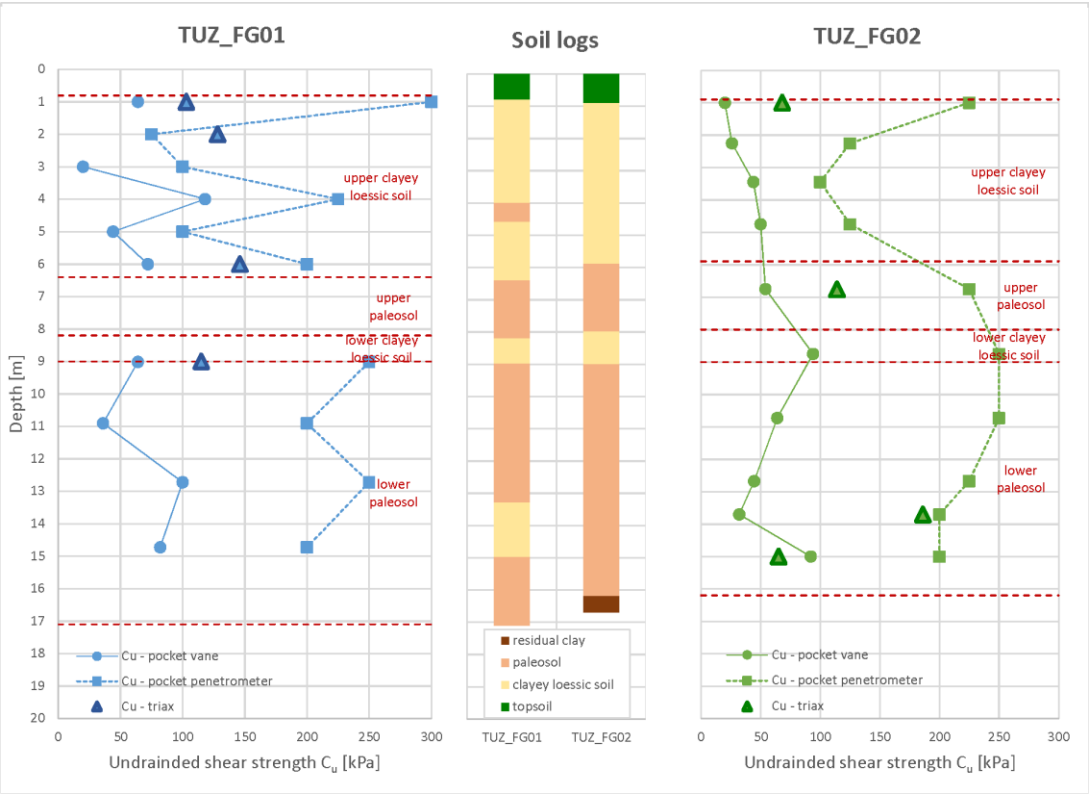 TUZ_FG01
Soil logs
TUZ_FG02
0
1
2
3
4
5
6
7
8
9
10
11
12
13
14
15
16
17
18
19
20
Depth [m]
upper clayey
loessic soil
upper
paleosol
lower clayey
loessic soil
lower
paleosol
Cu - pocket vane
Cu - pocket penetrometer
Cu - triax
0
50
100
150
200
250
300
Undrainded shear strength Cu [kPa]
residual clay
paleosol
clayey loessic soil
topsoil
TUZ_FG01
TUZ_FG02
upper clayey
loessic soil
upper
paleosol
lower clayey
loessic soil
lower
paleosol
Cu - pocket vane
Cu - pocket penetrometer
Cu - triax
0
50
100
150
200
250
300
Undrainded shear strength Cu [kPa]